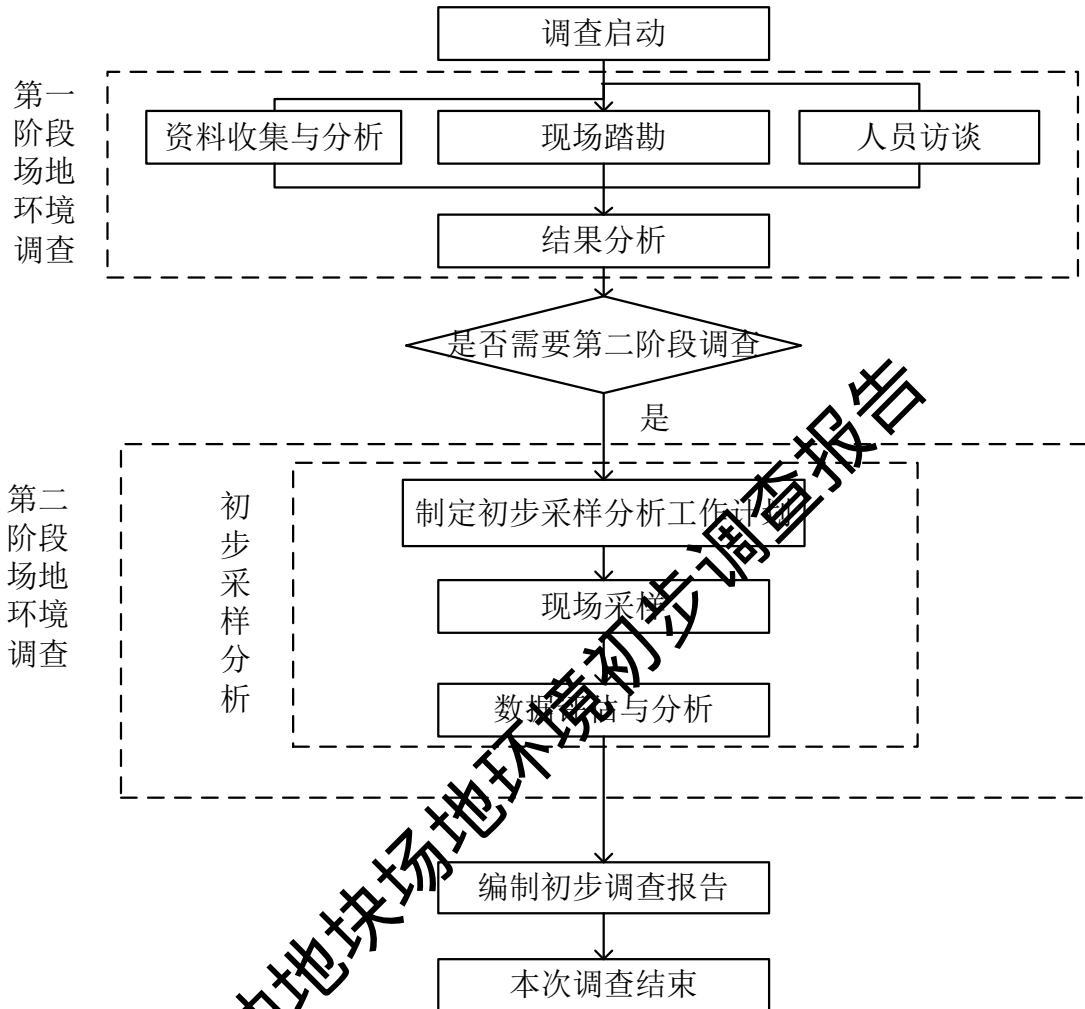 调查启动
第一
阶段
场地
环境
调查
资料收集与分析
现场踏勘
人员访谈
结果分析
是否需要第二阶段调查
是
第二
阶段
场地
环境
调查
初
步
采
样
分
析
制定初步采样分析工作计划
现场采样
数据评估与分析
编制初步调查报告
本次调查结束
地块场地环境初步调查报告